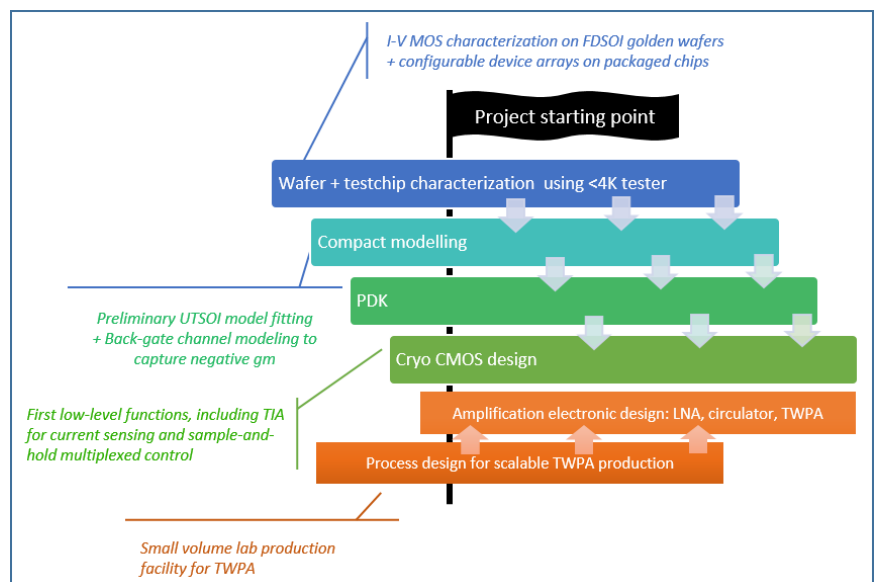 I-V MOS characterization on FDSOI golden wafers
+ configurable device arrays on packaged chips
Project starting point
Wafer + testchip characterization using <4K tester
Compact modelling
PDK
Preliminary UTSOI model fitting
+ Back-gate channel modeling to
capture negative gm
Cryo CMOS design
Amplification electronic design: LNA, circulator, TWPA
First low-level functions, including TIA
for current sensing and sample-and-
hold multiplexed control
Process design for scalable TWPA production
Small volume lab production
facility for TWPA